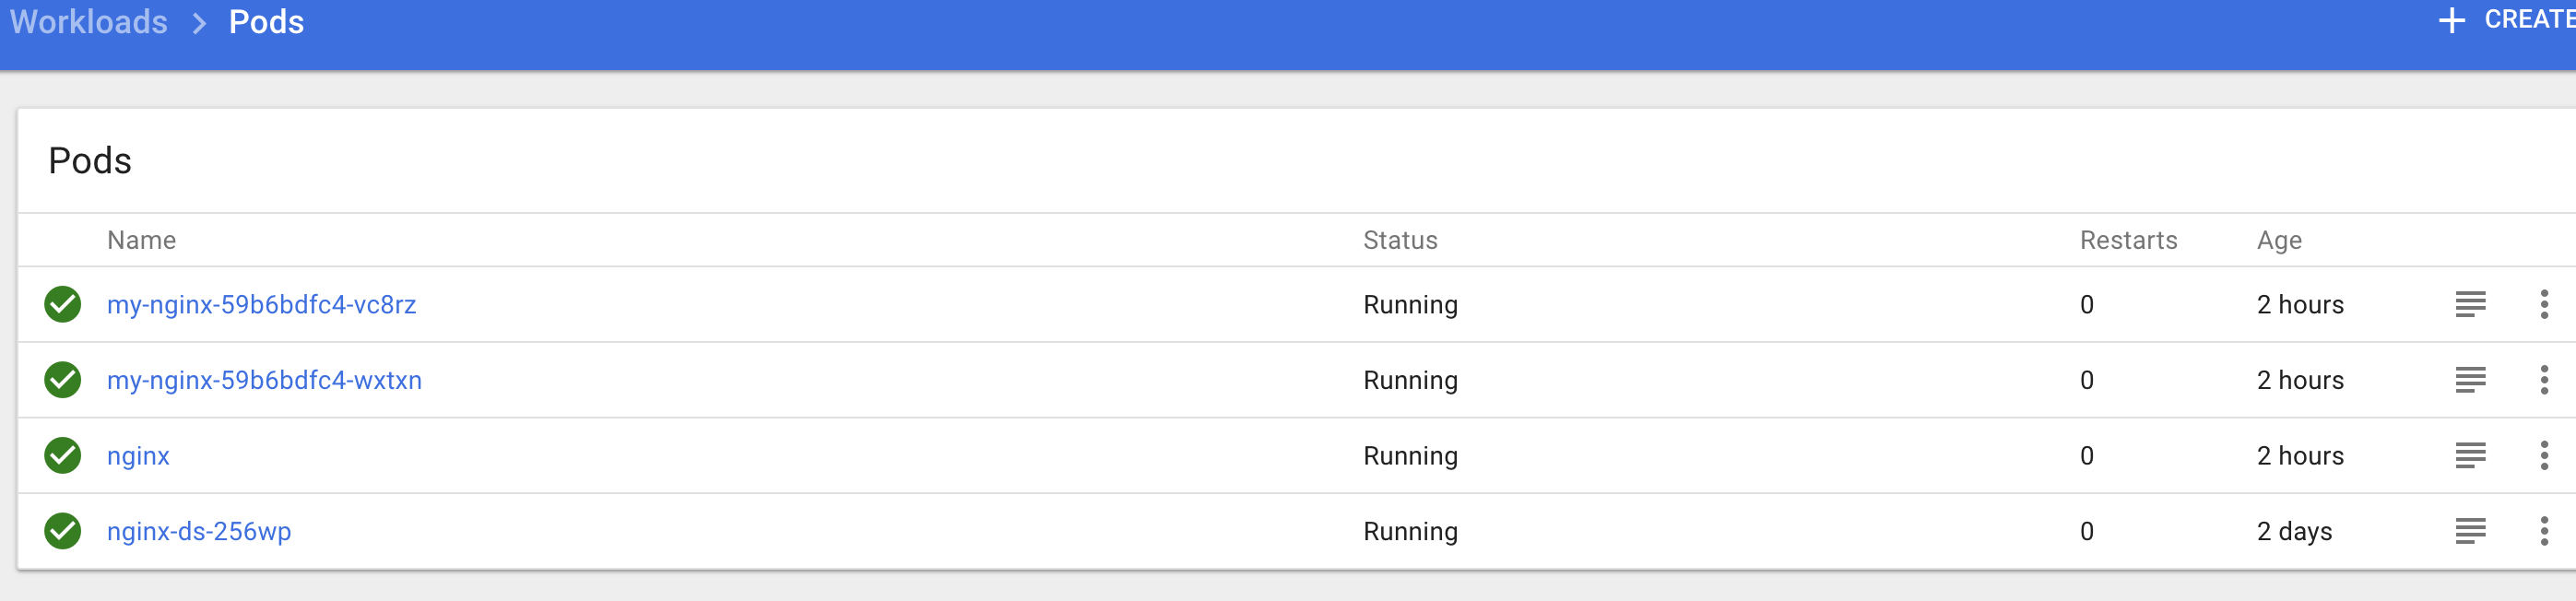 Workloads > Pods + CREATE
Pods
Name Status Restarts Age
my-nginx-59b6bdfc4-vc8rz Running 0 2 hours
my-nginx-59b6bdfc4-wxtxn Running 0 2 hours
nginx Running 0 2 hours
nginx-ds-256wp Running 0 2 days